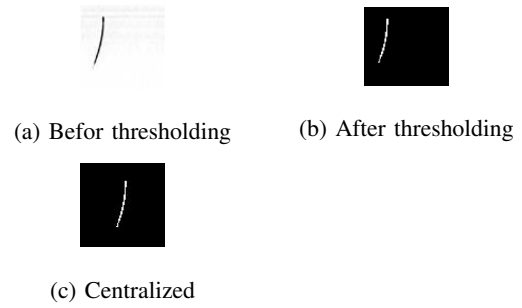 (a) Befor thresholding
(b) After thresholding
(c) Centralized